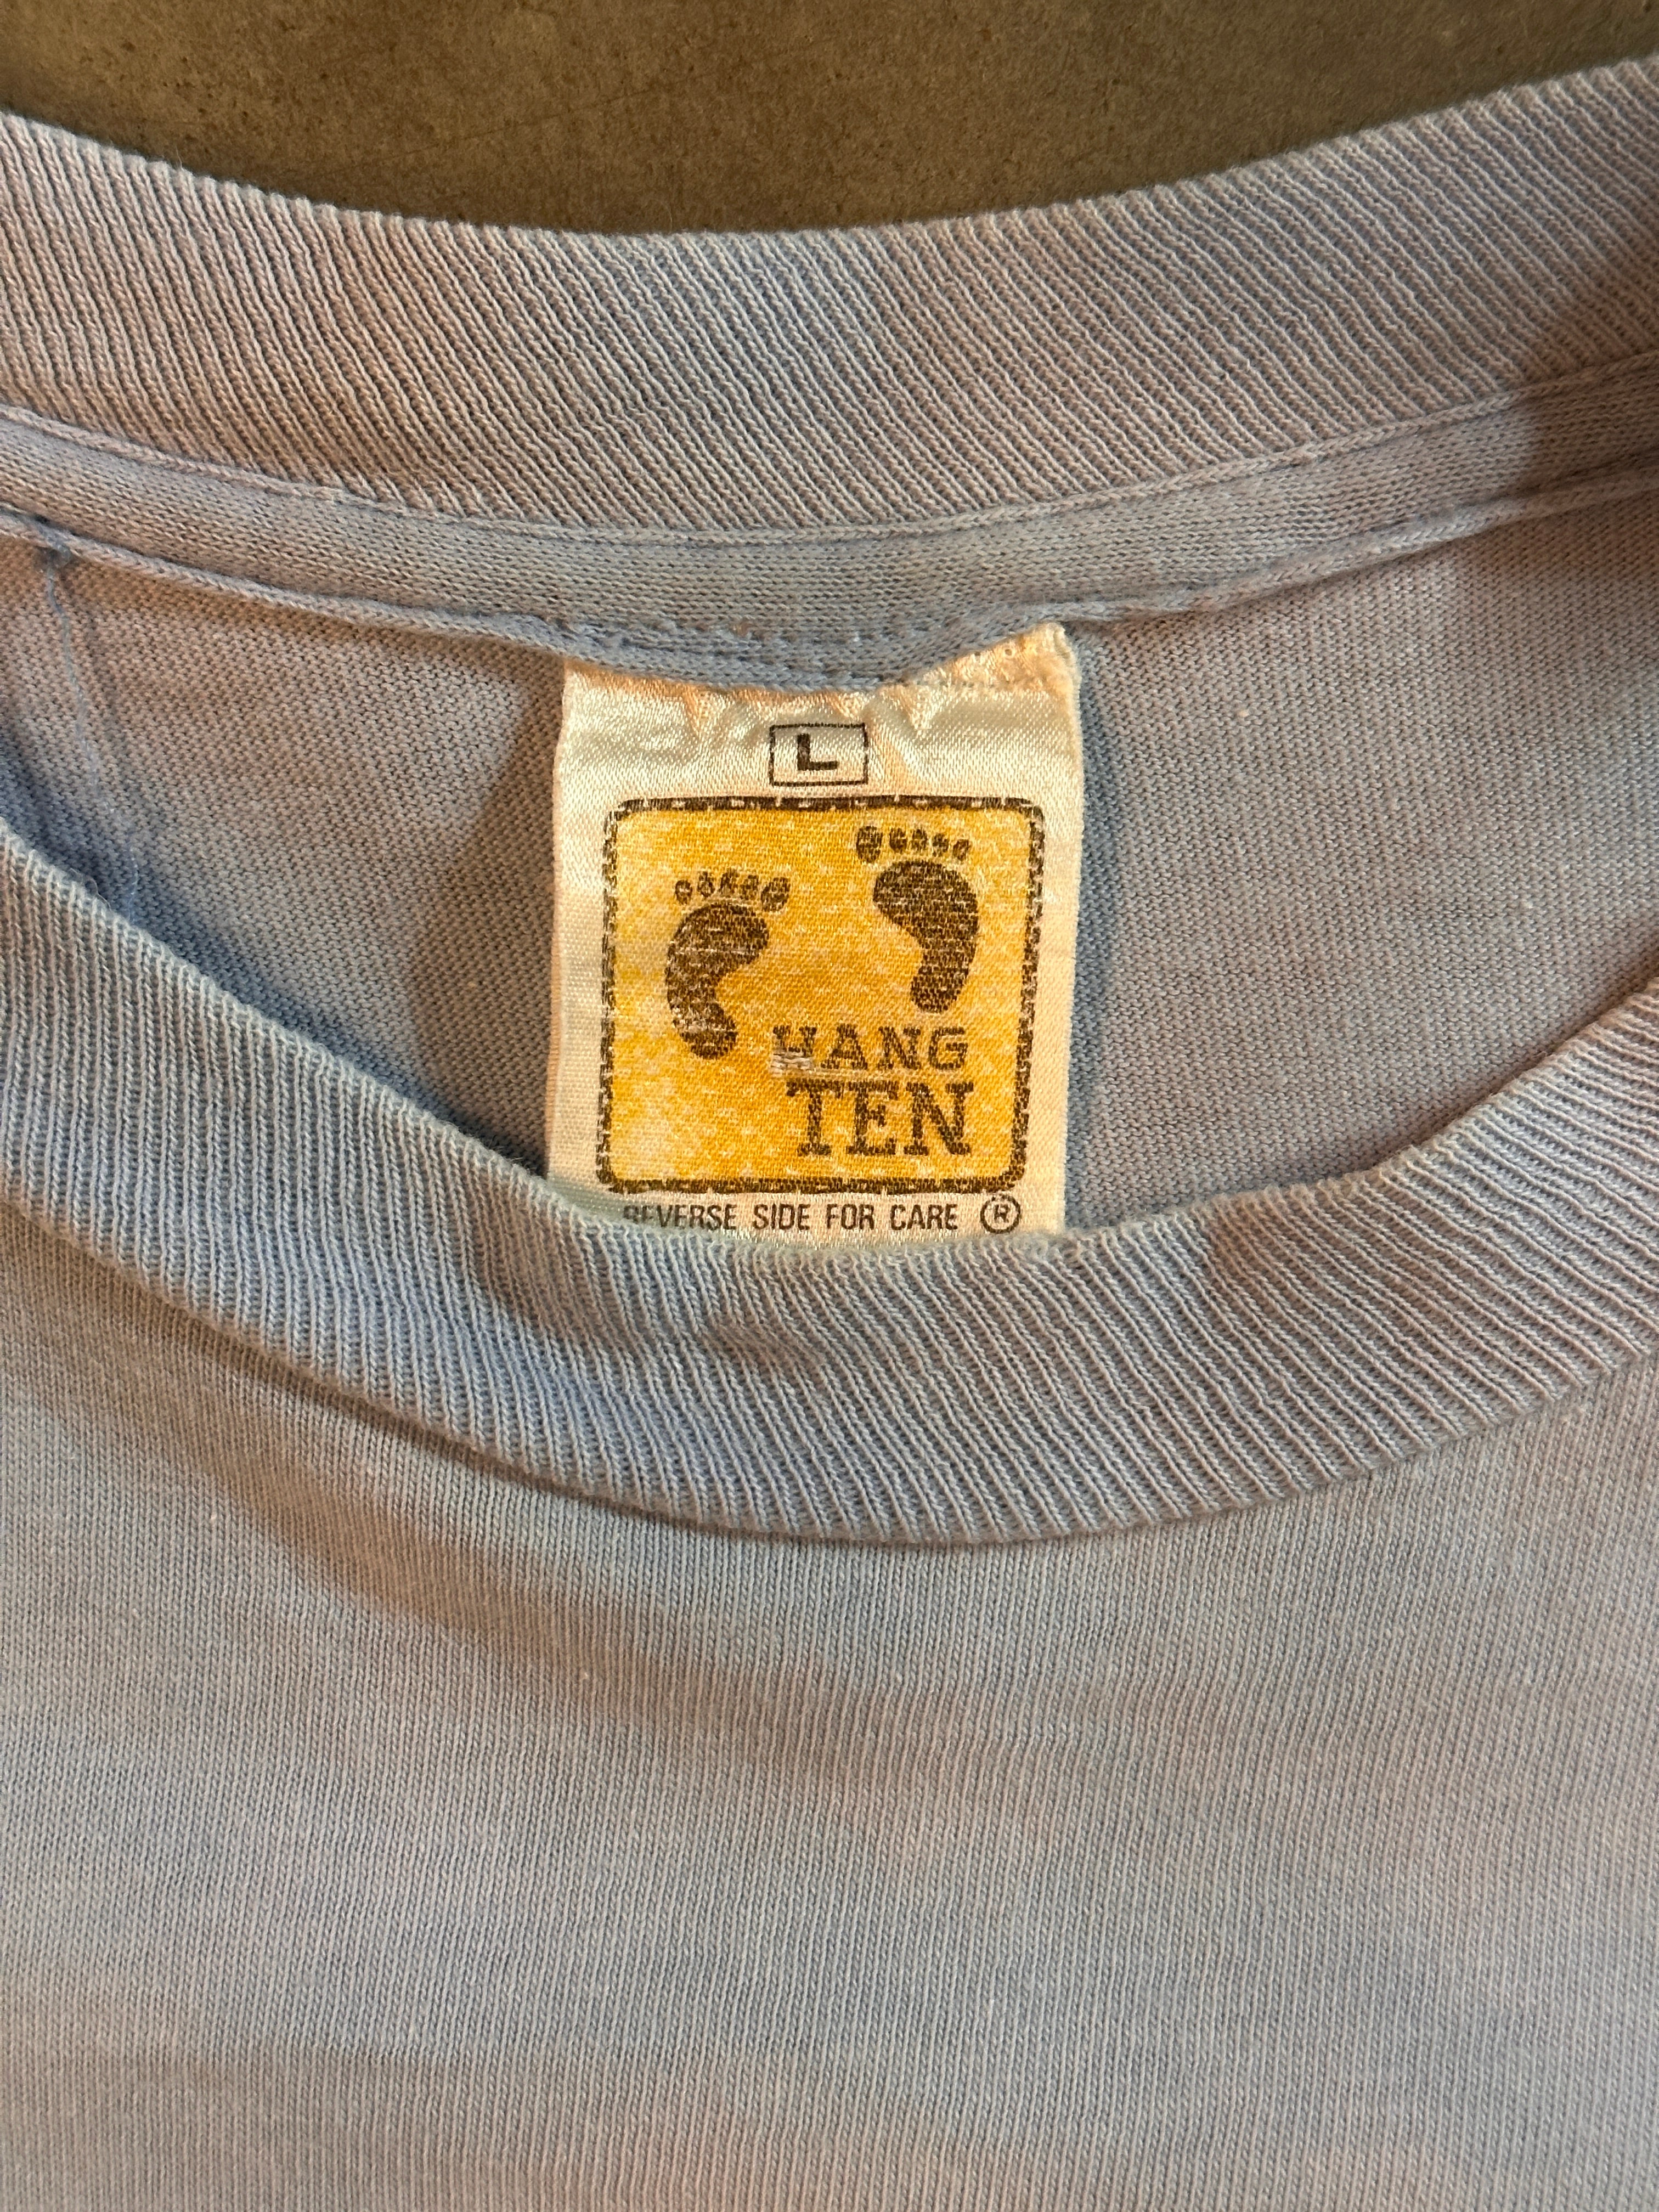 L
HANG
TEN
REVERSE SIDE FOR CARE ®